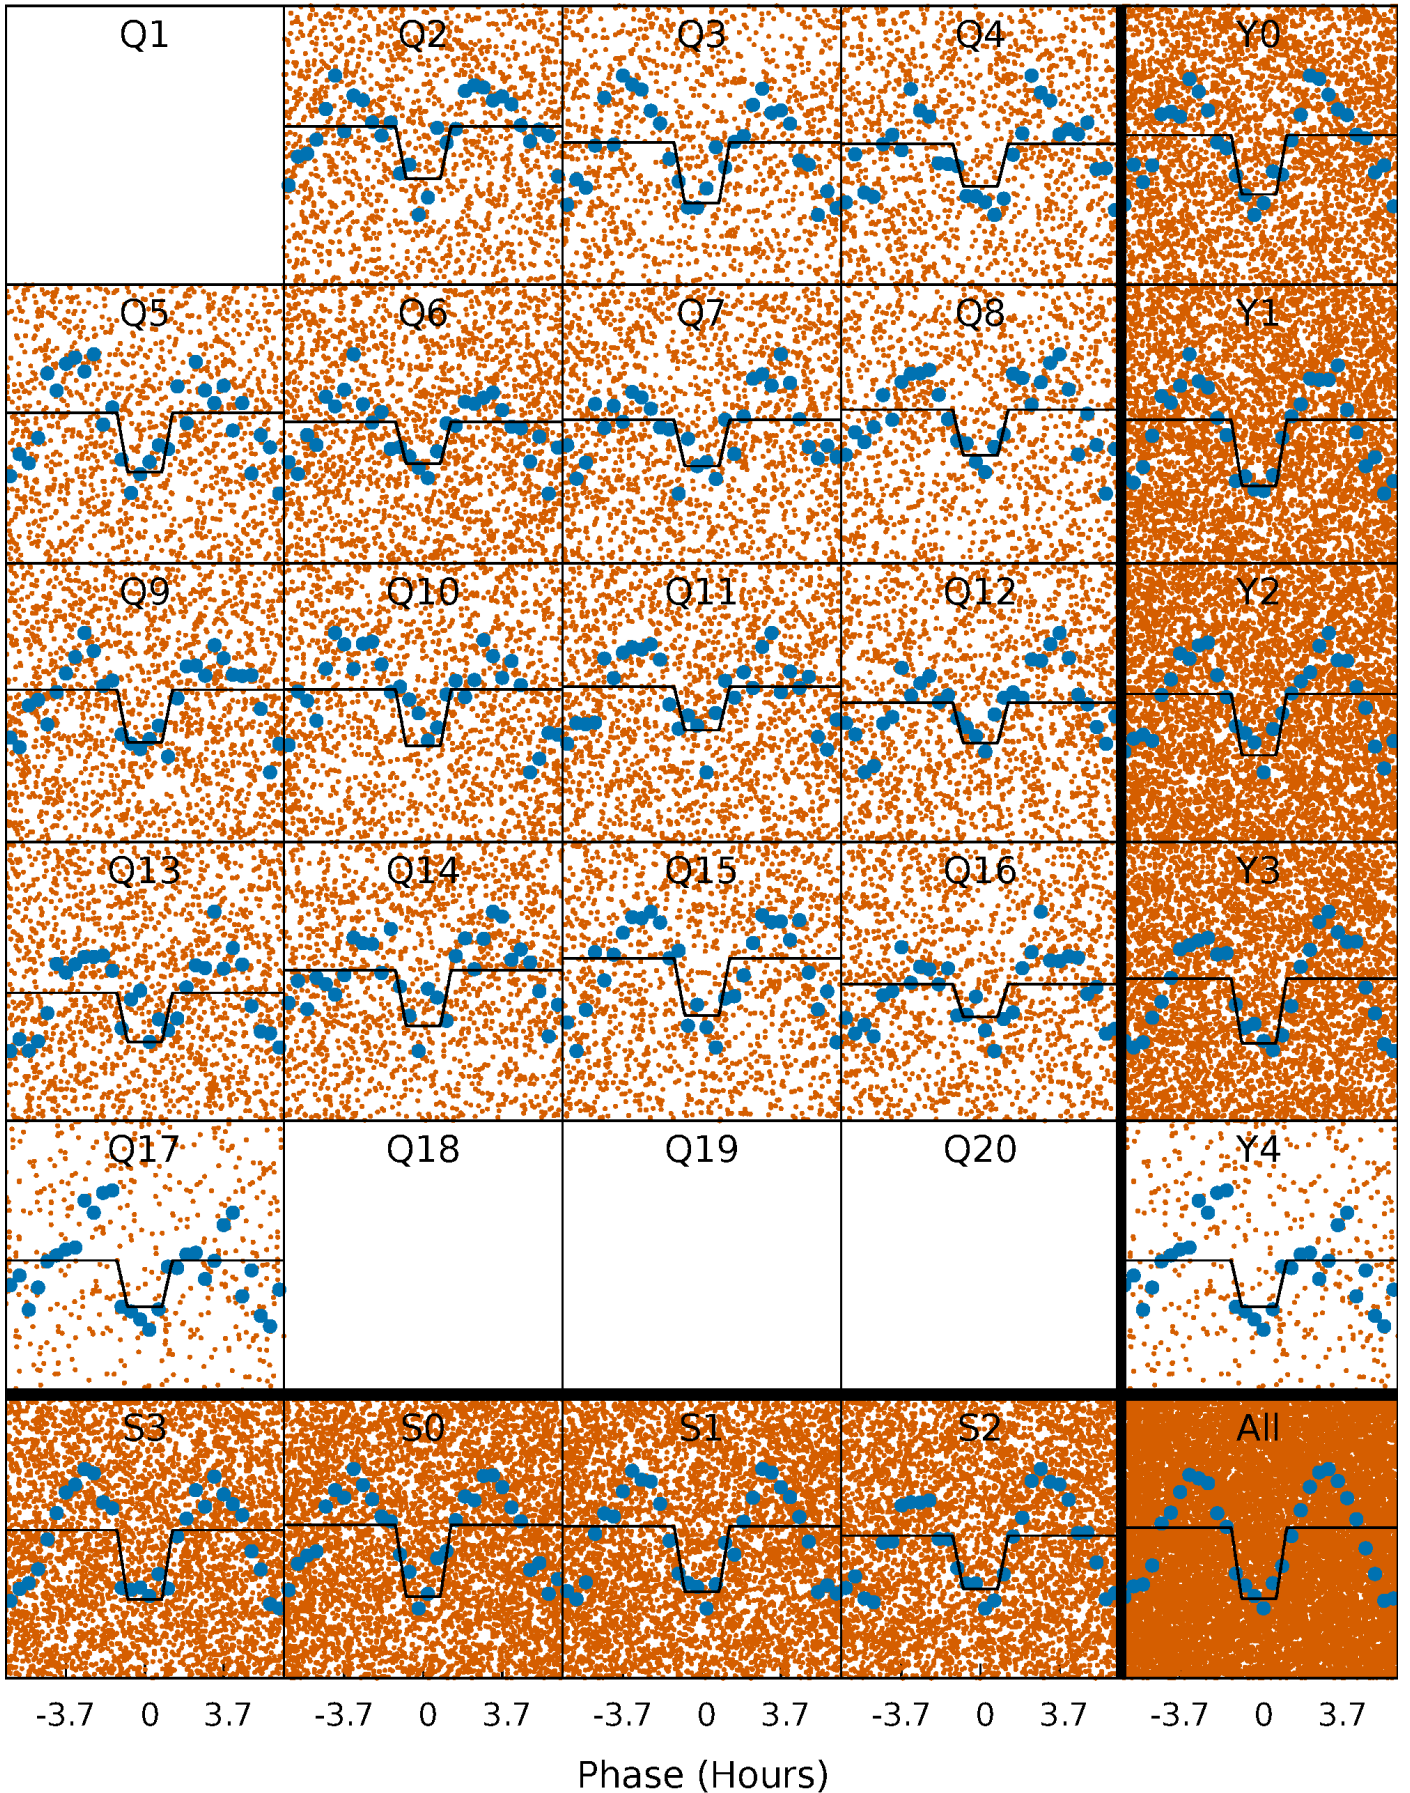 Q1 Q2 Q3 Q4 Y0
Q5 Q6 Q7 Q8 Y1
Q9 Q10 Q11 Q12 Y2
Q13 Q14 Q15 Q16 Y3
Q17 Q18 Q19 Q20 Y4
S3 S0 S1 S2 All
-3.7 0 3.7 -3.7 0 3.7 -3.7 0 3.7 -3.7 0 3.7 -3.7 0 3.7
Phase (Hours)